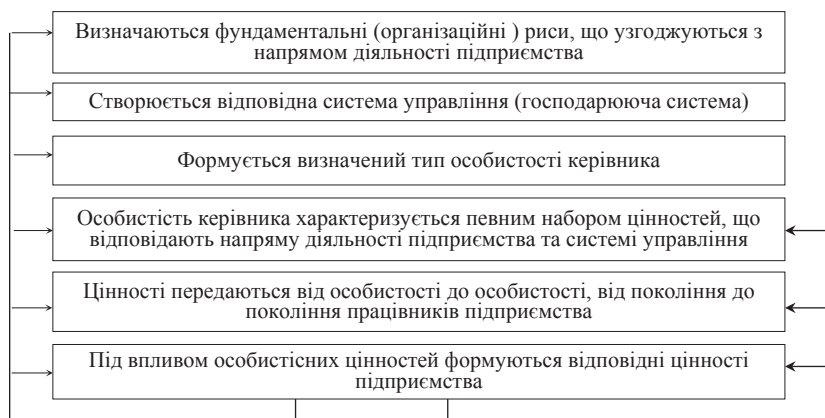 Визначаються фундаментальні (організаційні ) риси, що узгоджуються з
напрямом діяльності підприємства
Створюється відповідна система управління (господарююча система)
Формується визначений тип особистості керівника
Особистість керівника характеризується певним набором цінностей, що
відповідають напряму діяльності підприємства та системі управління
Цінності передаються від особистості до особистості, від покоління до
покоління працівників підприємства
Під впливом особистісних цінностей формуються відповідні цінності
підприємства